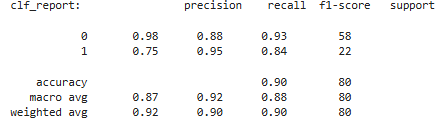 clf_report: precision recall f1-score support
0 0.98 0.88 0.93 58
1 0.75 0.95 0.84 22
accuracy 0.90 80
macro avg 0.87 0.92 0.88 80
weighted avg 0.92 0.90 0.90 80